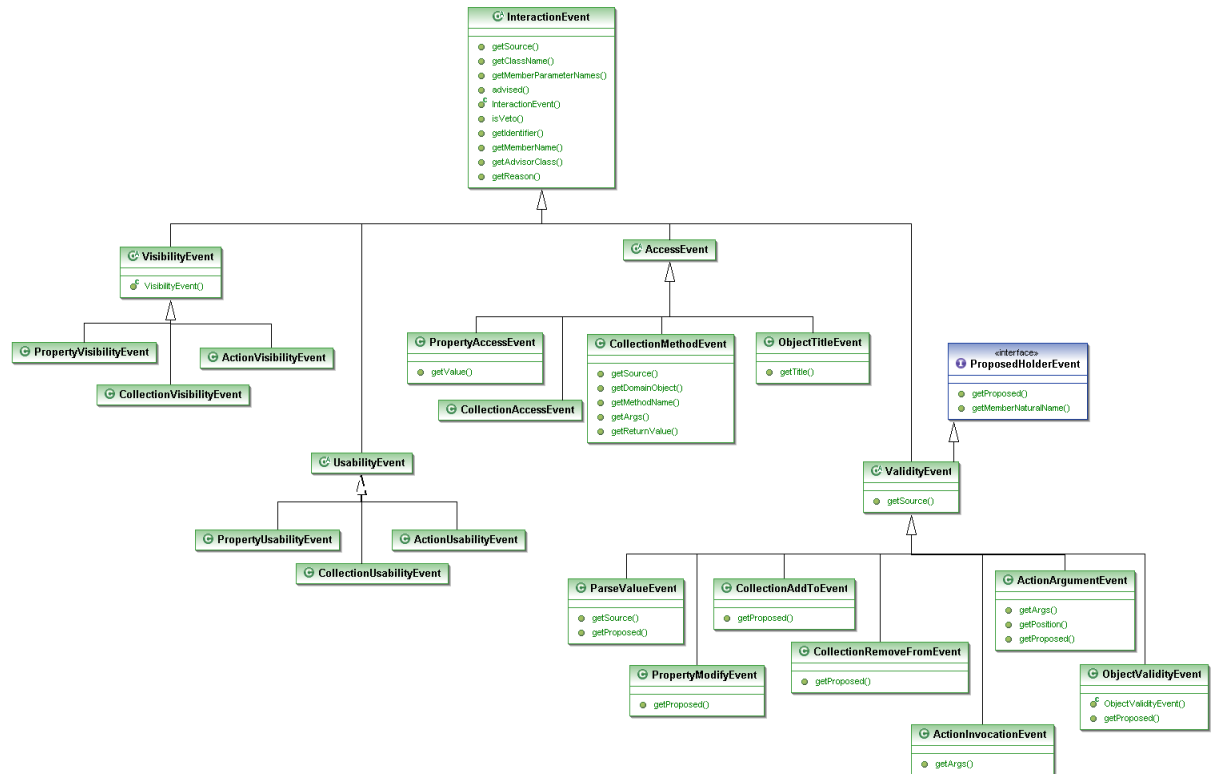 InteractionEvent
getSource()
getClassName()
getMemberParameterNames()
advised()
InteractionEvent()
isVeto()
getIdentifier()
getMemberName()
getAdvisorClass()
getReason()
VisibilityEvent
VisibilityEvent()
AccessEvent
PropertyVisibilityEvent
ActionVisibilityEvent
CollectionVisibilityEvent
PropertyAccessEvent
getValue()
CollectionAccessEvent
CollectionMethodEvent
getSource()
getDomainObject()
getMethodName()
getArgs()
getReturnValue()
ObjectTitleEvent
getTitle()
«interface»
ProposedHolderEvent
getProposed()
getMemberNaturalName()
UsabilityEvent
PropertyUsabilityEvent
ActionUsabilityEvent
CollectionUsabilityEvent
ValidityEvent
getSource()
ParseValueEvent
getSource()
getProposed()
PropertyModifyEvent
getProposed()
CollectionAddToEvent
getProposed()
CollectionRemoveFromEvent
getProposed()
ActionInvocationEvent
getArgs()
ActionArgumentEvent
getArgs()
getPosition()
getProposed()
ObjectValidityEvent
ObjectValidityEvent()
getProposed()